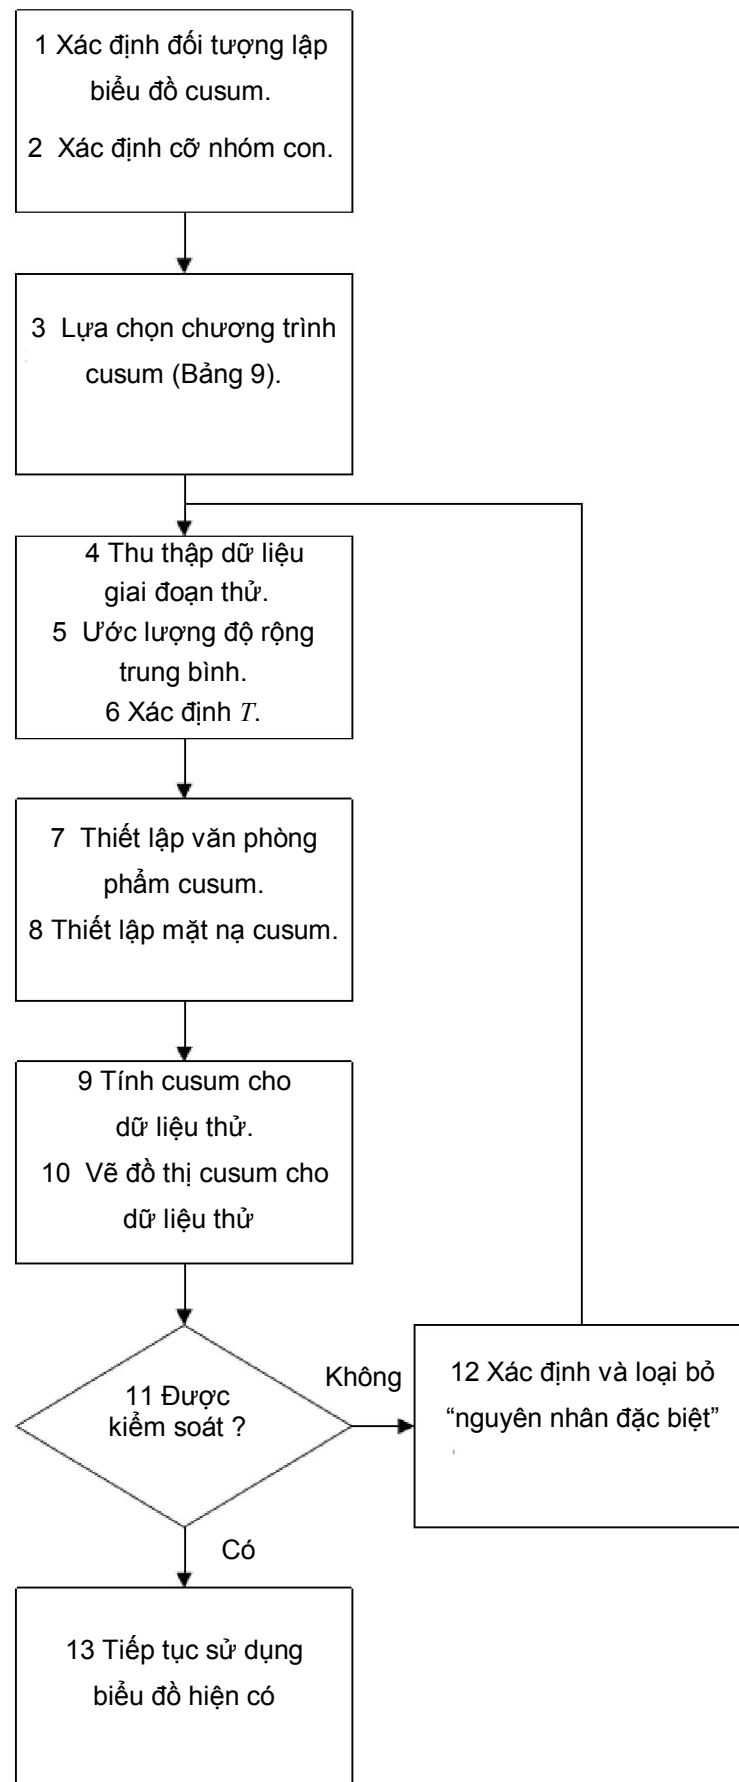 1 Xác định đối tượng lập
biểu đồ cusum.
2 Xác định cỡ nhóm con.
3 Lựa chọn chương trình
cusum (Bảng 9).
4 Thu thập dữ liệu
giai đoạn thử.
5 Ước lượng độ rộng
trung bình.
6 Xác định T.
7 Thiết lập văn phòng
phẩm cusum.
8 Thiết lập mặt nạ cusum.
9 Tính cusum cho
dữ liệu thử.
10 Vẽ đồ thị cusum cho
dữ liệu thử
11 Được
kiểm soát ?
Không
12 Xác định và loại bỏ
“nguyên nhân đặc biệt”
Có
13 Tiếp tục sử dụng
biểu đồ hiện có